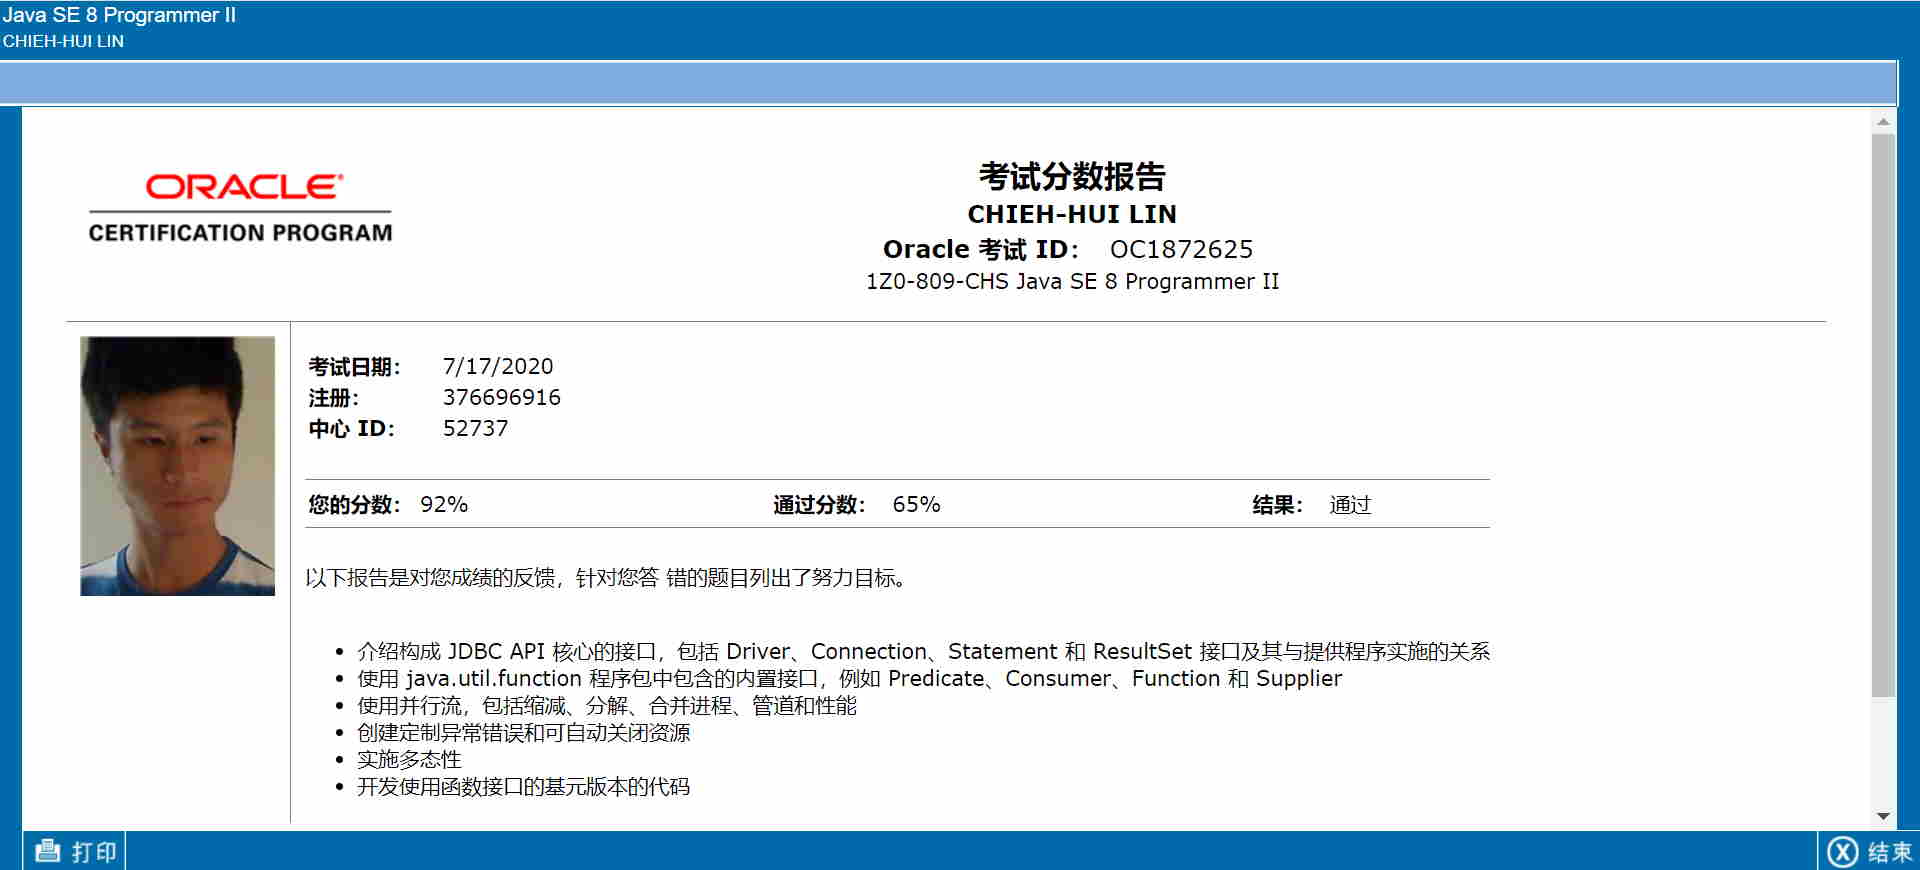 Java SE 8 Programmer II
CHIEH-HUI LIN
ORACLE®
CERTIFICATION PROGRAM
考试分数报告
CHIEH-HUI LIN
Oracle 考试 ID： OC1872625
1Z0-809-CHS Java SE 8 Programmer II
考试日期： 7/17/2020
注册： 376696916
中心 ID： 52737
您的分数： 92% 通过分数： 65% 结果： 通过
以下报告是对您成绩的反馈，针对您答 错的题目列出了努力目标。
• 介绍构成 JDBC API 核心的接口，包括 Driver、Connection、Statement 和 ResultSet 接口及其与提供程序实施的关系
• 使用 java.util.function 程序包中包含的内置接口，例如 Predicate、Consumer、Function 和 Supplier
• 使用并行流，包括缩减、分解、合并进程、管道和性能
• 创建定制异常错误和可自动关闭资源
• 实施多态性
• 开发使用函数接口的基元版本的代码
打印 结束